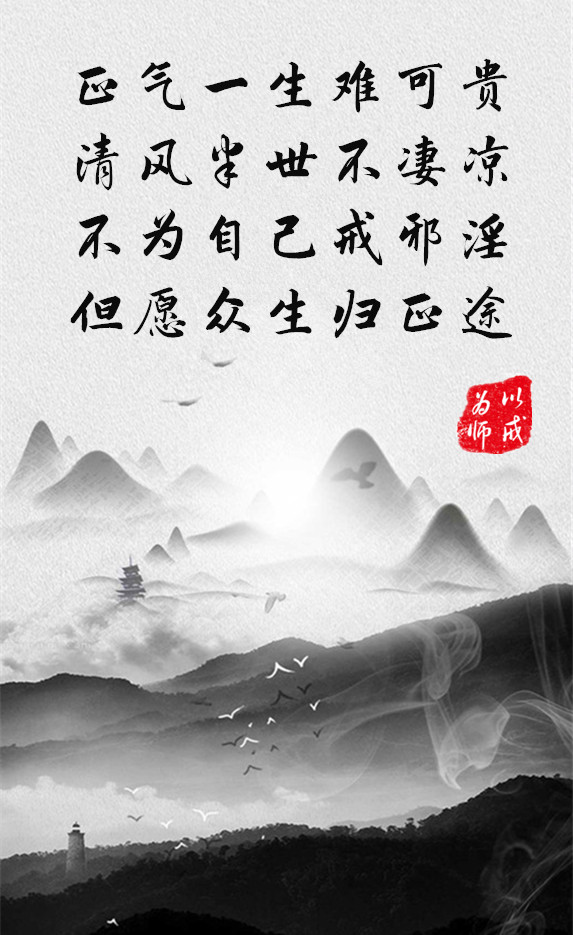 正气一生难可贵
清风半世不凄凉
不为自己戒邪淫
但愿众生归正途
以戒
为师